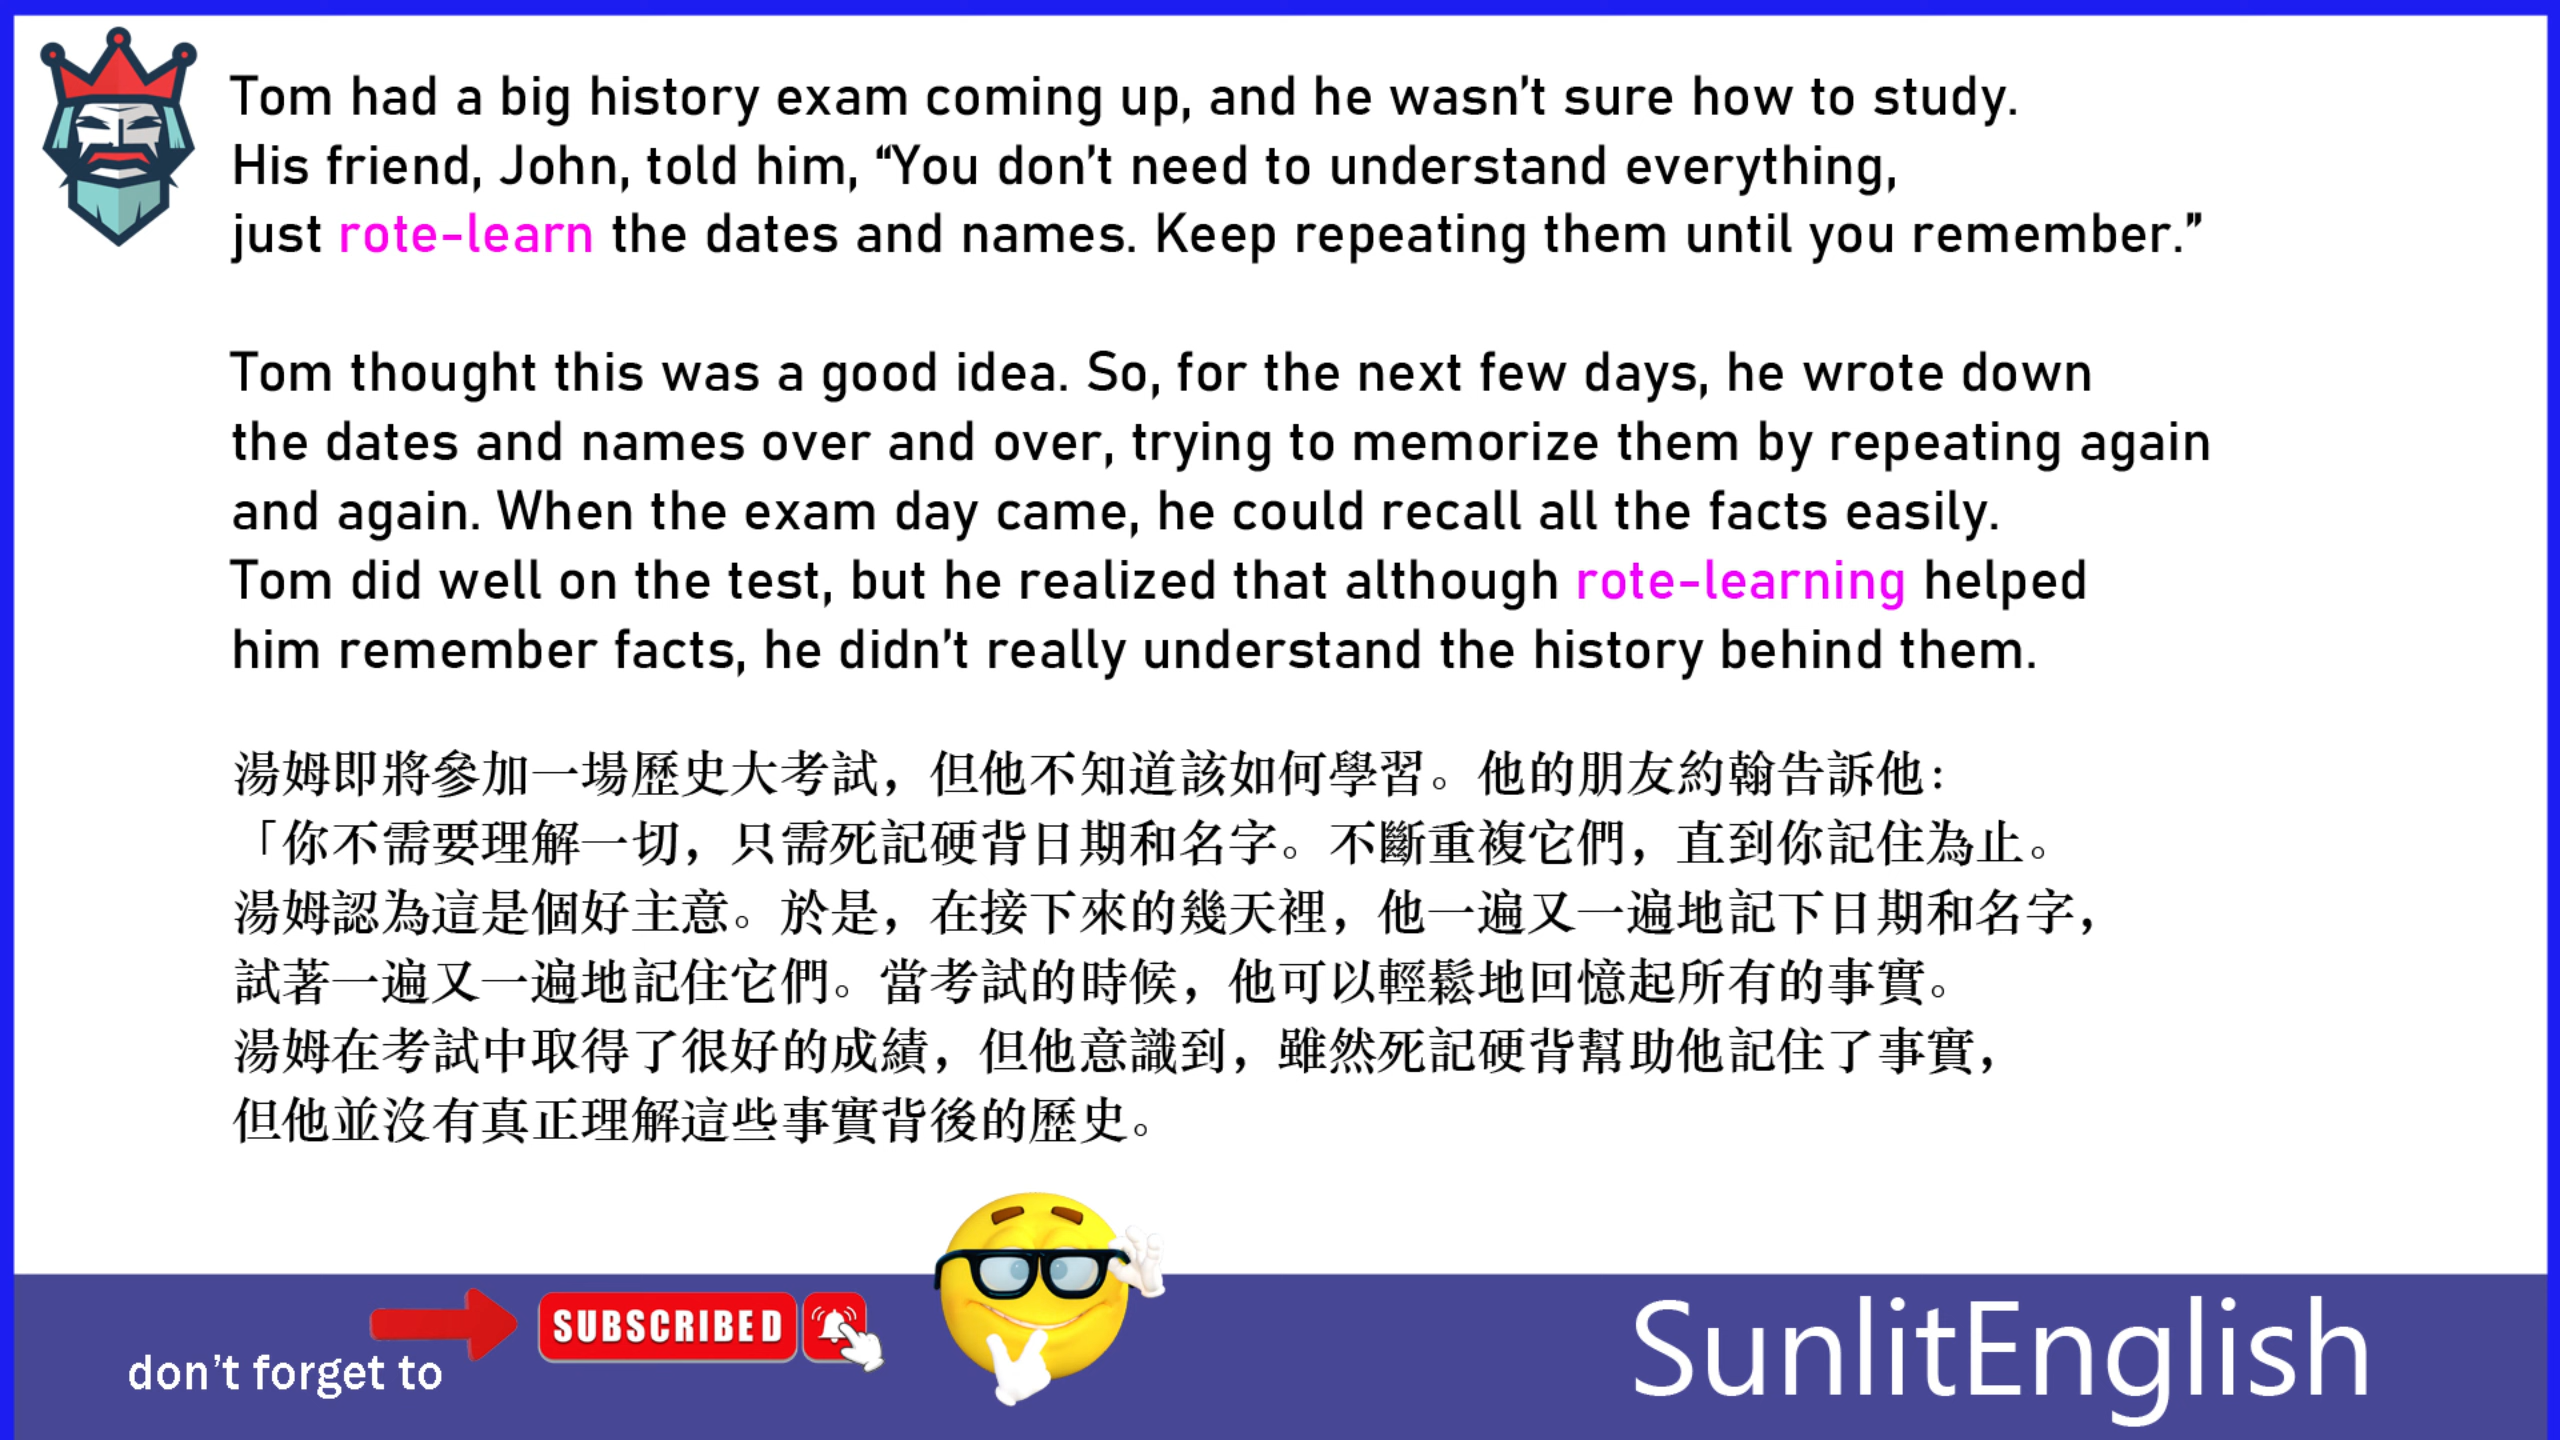 Tom had a big history exam coming up, and he wasn't sure how to study.
His friend, John, told him, “You don't need to understand everything,
just rote-learn the dates and names. Keep repeating them until you remember.”
Tom thought this was a good idea. So, for the next few days, he wrote down
the dates and names over and over, trying to memorize them by repeating again
and again. When the exam day came, he could recall all the facts easily.
Tom did well on the test, but he realized that although rote-learning helped
him remember facts, he didn't really understand the history behind them.
湯姆即將參加一場歷史大考試，但他不知道該如何學習。他的朋友約翰告訴他：
「你不需要理解一切，只需死記硬背日期和名字。不斷重複它們，直到你記住為止。
湯姆認為這是個好主意。於是，在接下來的幾天裡，他一遍又一遍地記下日期和名字，
試著一遍又一遍地記住它們。當考試的時候，他可以輕鬆地回憶起所有的事實。
湯姆在考試中取得了很好的成績，但他意識到，雖然死記硬背幫助他記住了事實，
但他並沒有真正理解這些事實背後的歷史。
don't forget to
SUBSCRIBED
SunlitEnglish